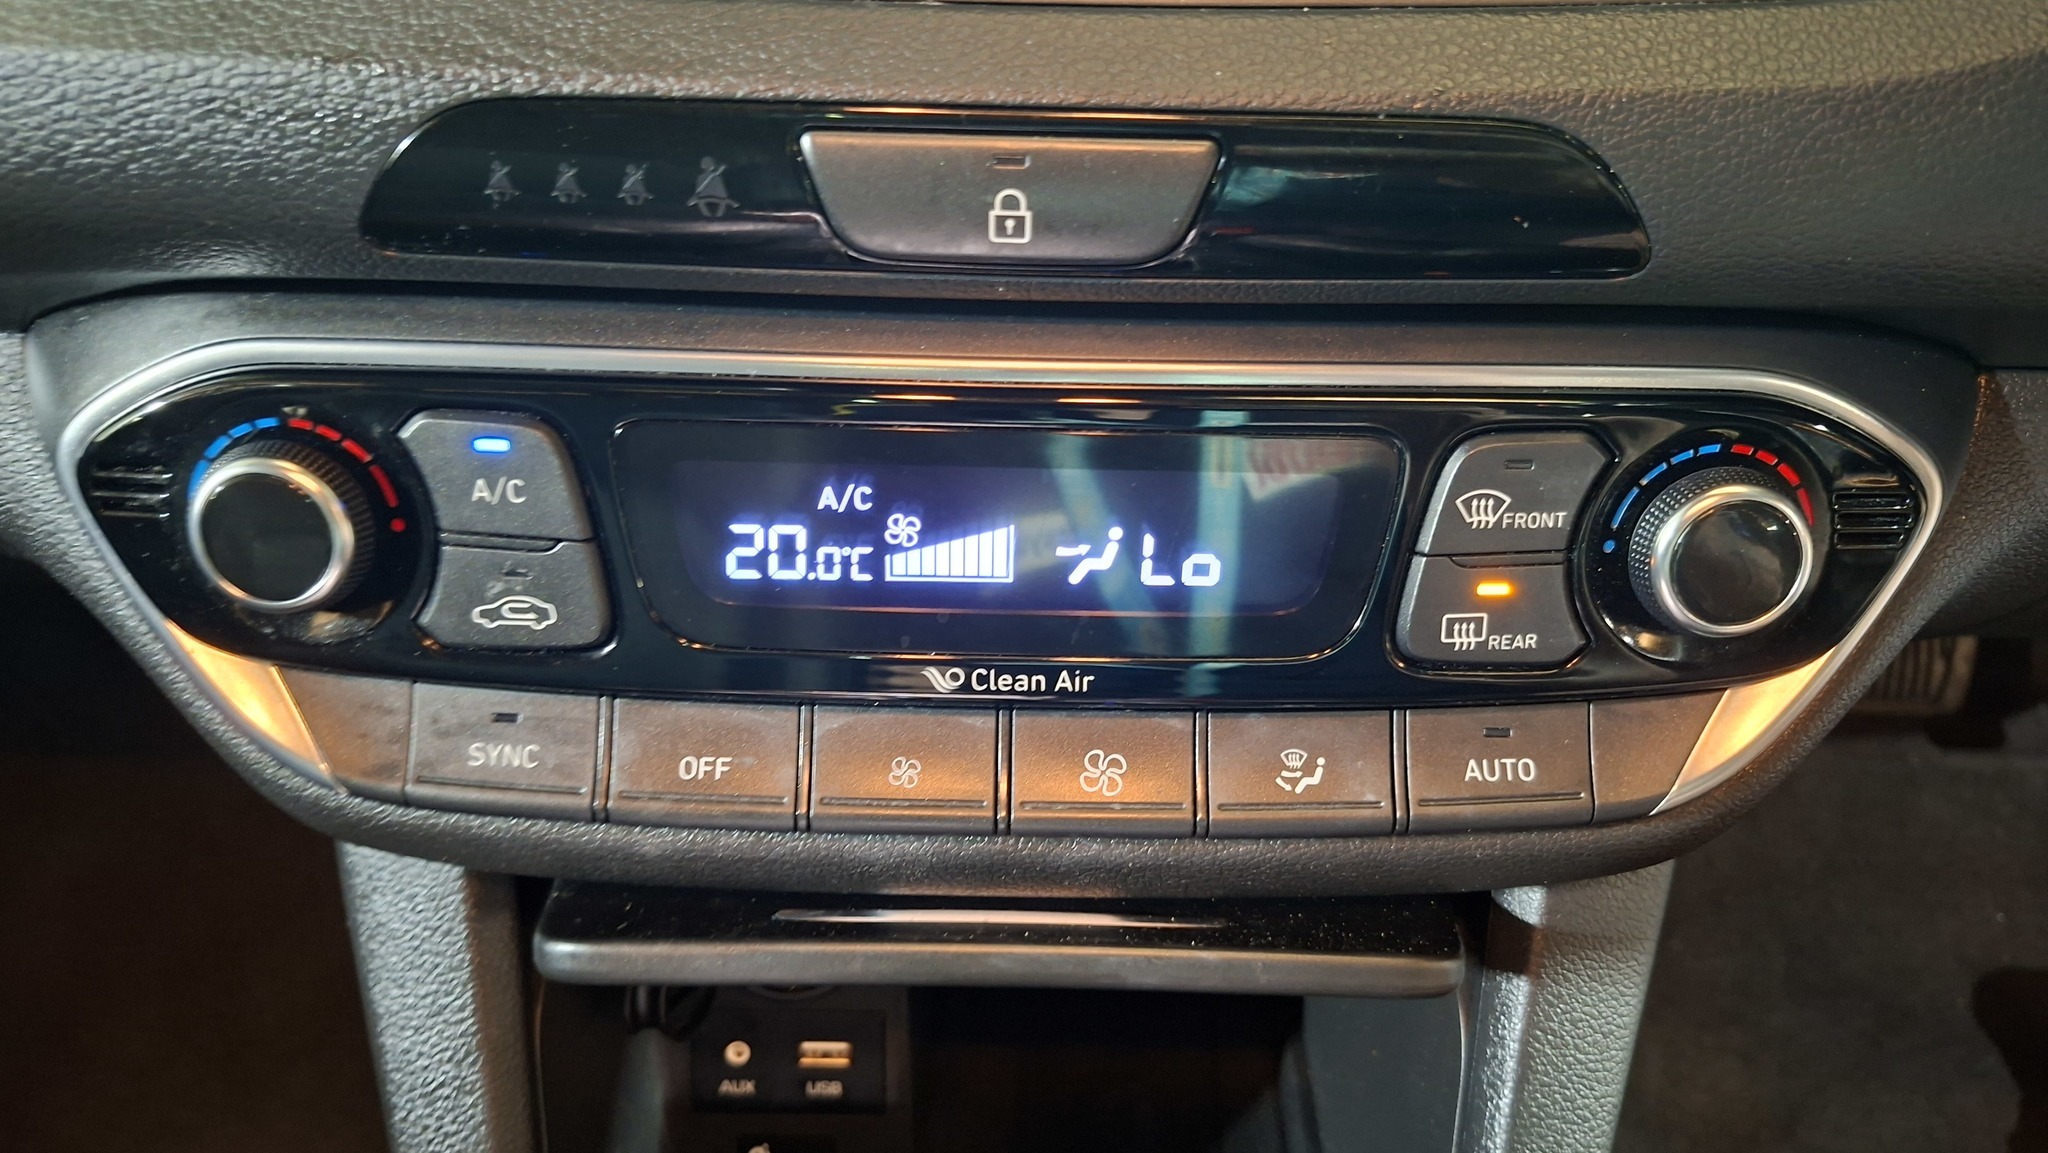 A/C
A/C
20.0°C
Lo
FRONT
REAR
Clean Air
SYNC
OFF
AUTO
AUX
USB